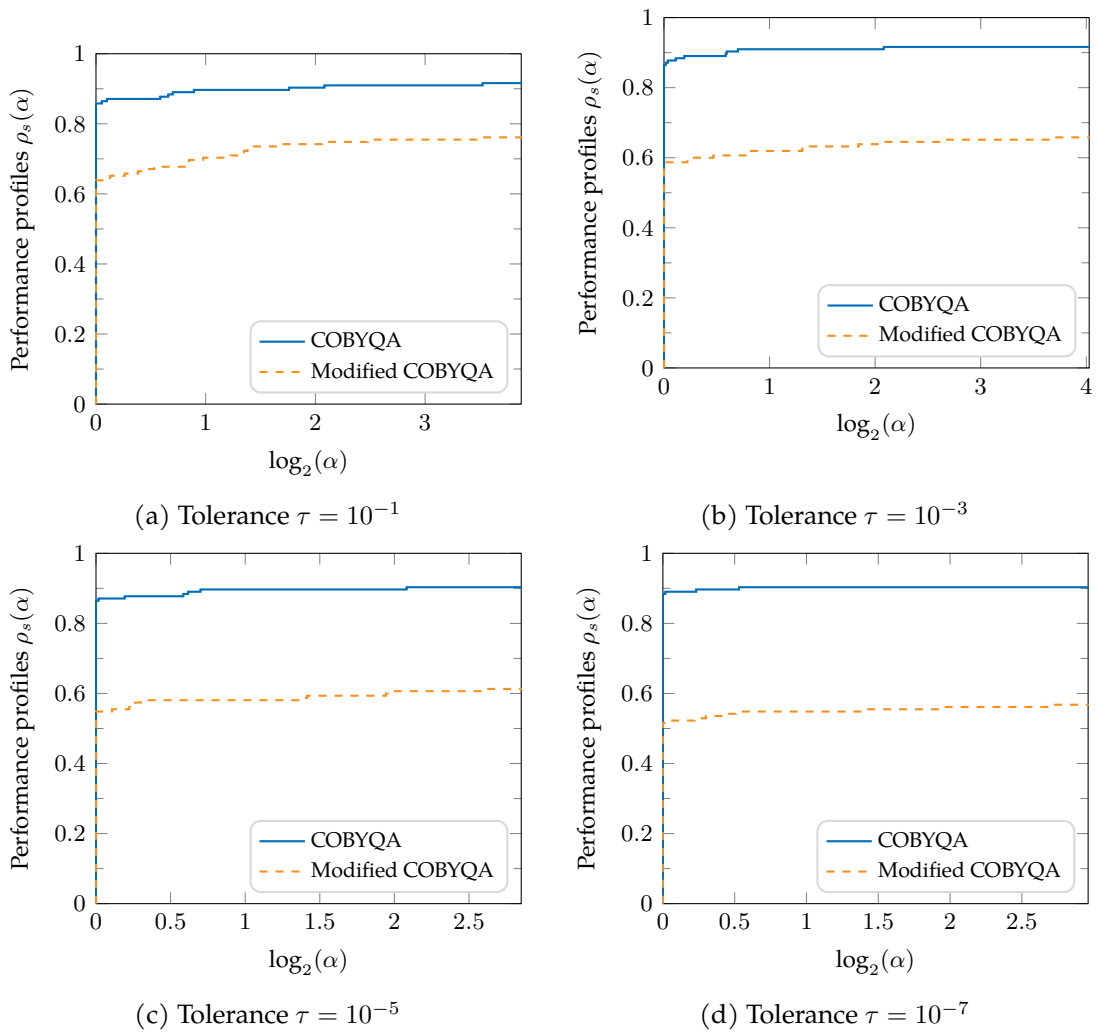 1
0.8
0.6
0.4
0.2
0
Performance profiles ρ_s(α)
COBYQA
Modified COBYQA
0 1 2 3
log₂(α)
(a) Tolerance τ = 10⁻¹
1
0.8
0.6
0.4
0.2
0
Performance profiles ρ_s(α)
COBYQA
Modified COBYQA
0 1 2 3 4
log₂(α)
(b) Tolerance τ = 10⁻³
1
0.8
0.6
0.4
0.2
0
Performance profiles ρ_s(α)
COBYQA
Modified COBYQA
0 0.5 1 1.5 2 2.5
log₂(α)
(c) Tolerance τ = 10⁻⁵
1
0.8
0.6
0.4
0.2
0
Performance profiles ρ_s(α)
COBYQA
Modified COBYQA
0 0.5 1 1.5 2 2.5
log₂(α)
(d) Tolerance τ = 10⁻⁷